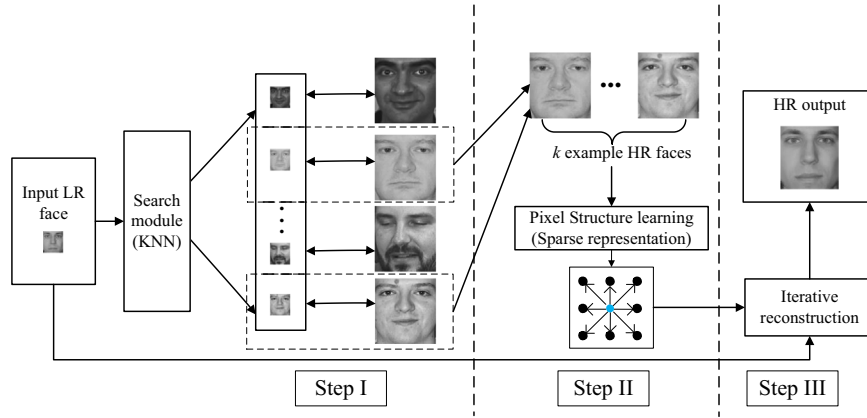 Input LR
face
Search
module
(KNN)
k example HR faces
Pixel Structure learning
(Sparse representation)
HR output
Iterative
reconstruction
Step I
Step II
Step III